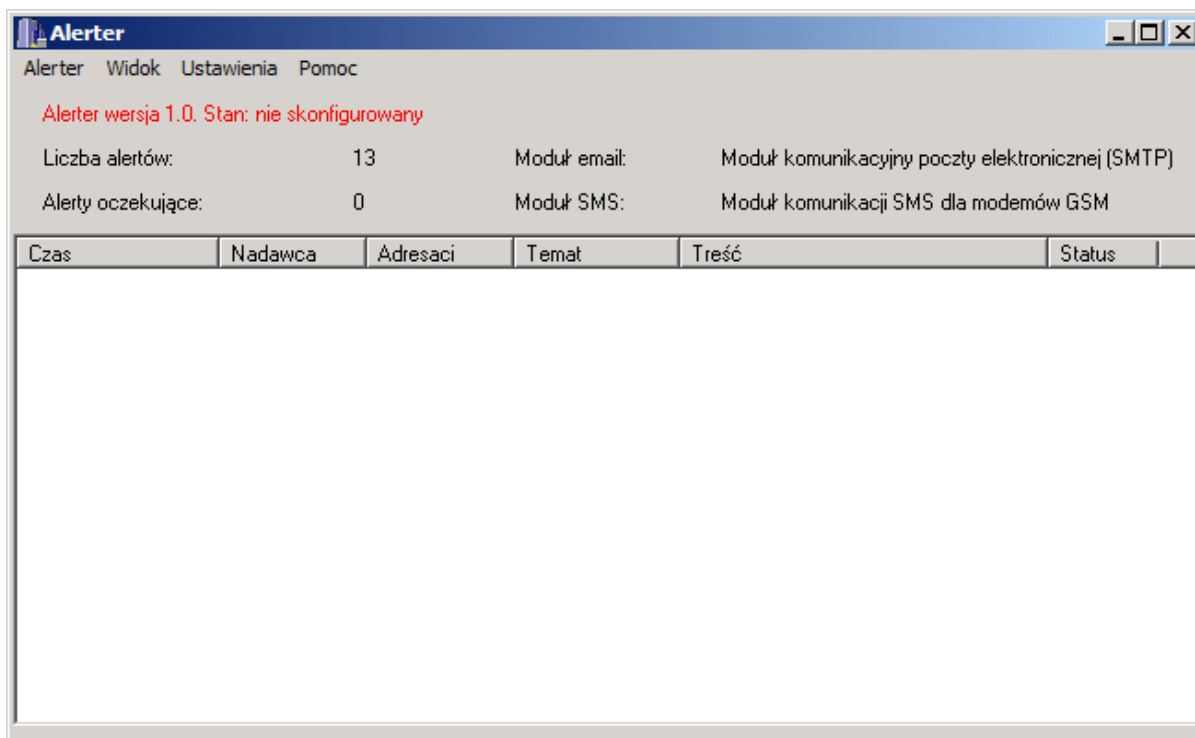 Alerter
Alerter Widok Ustawienia Pomoc
Alerter wersja 1.0. Stan: nie skonfigurowany
Liczba alertów: 13 Moduł email: Moduł komunikacyjny poczty elektronicznej (SMTP)
Alerty oczekujące: 0 Moduł SMS: Moduł komunikacji SMS dla modemów GSM
Czas Nadawca Adresaci Temat Treść Status